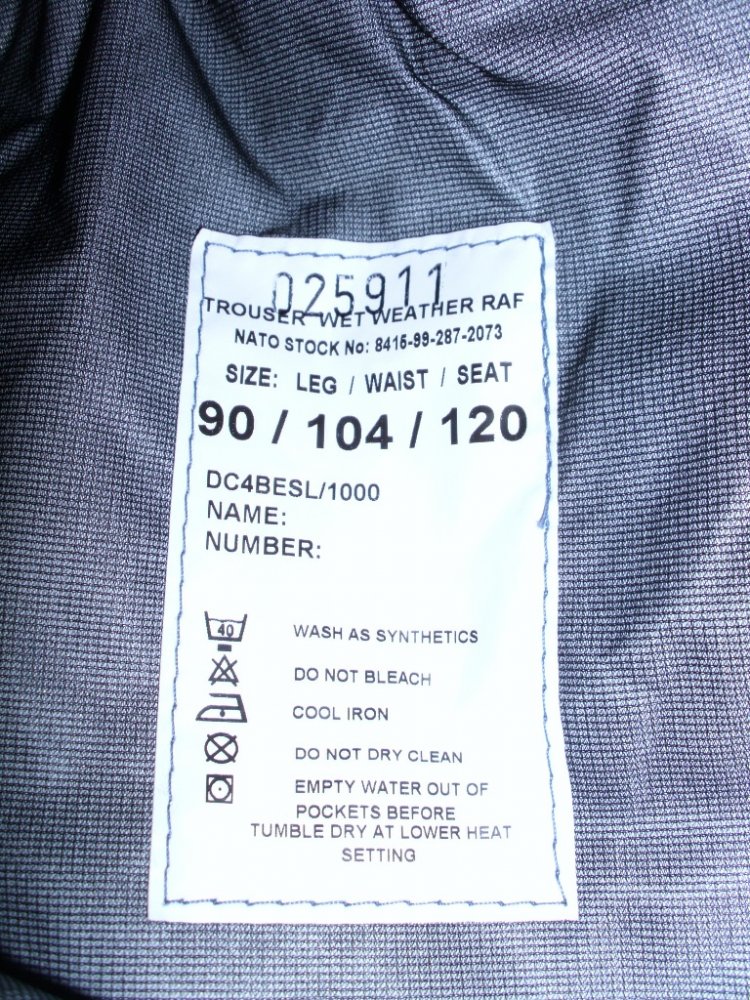 025911
TROUSER WET WEATHER RAF
NATO STOCK No: 8415-99-287-2073
SIZE: LEG / WAIST / SEAT
90 / 104 / 120
DC4BESL/1000
NAME:
NUMBER:
40 WASH AS SYNTHETICS
DO NOT BLEACH
COOL IRON
DO NOT DRY CLEAN
EMPTY WATER OUT OF
POCKETS BEFORE
TUMBLE DRY AT LOWER HEAT
SETTING